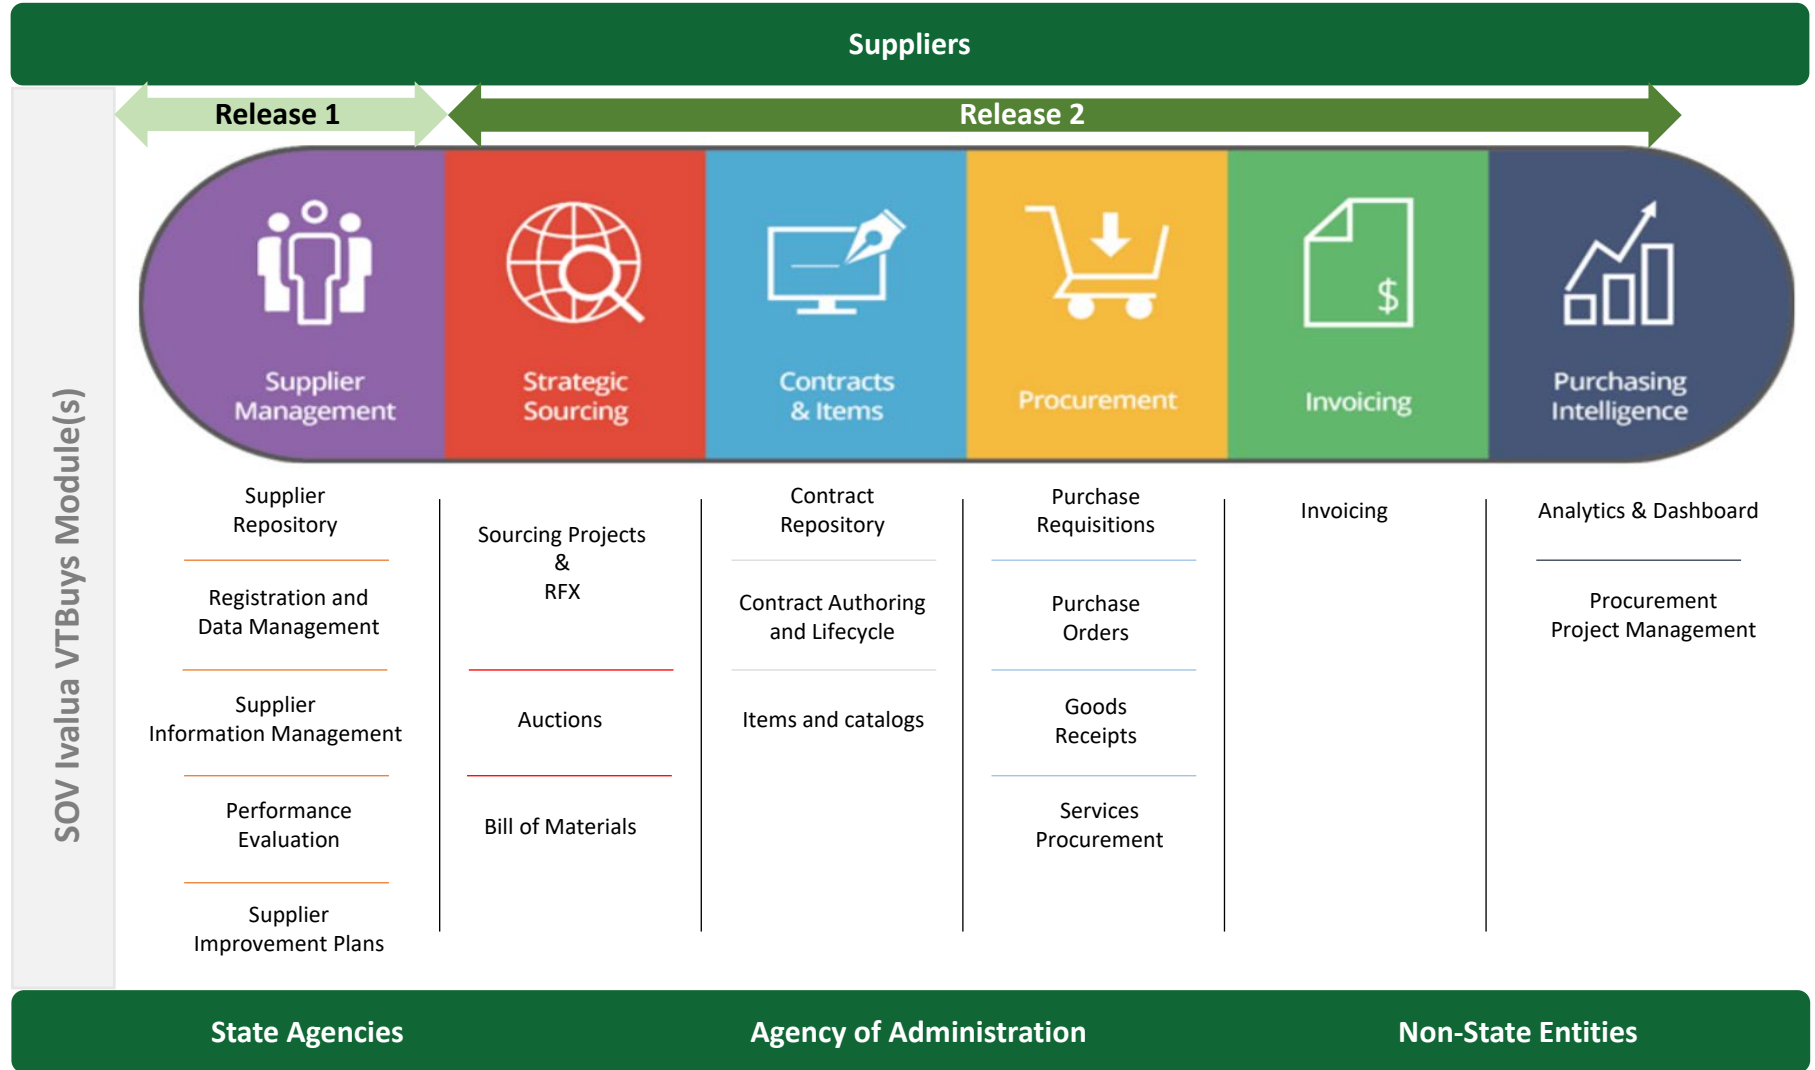 Suppliers
Release 1
Release 2
SOV Ivalua VTBuys Module(s)
Supplier
Management
Strategic
Sourcing
Contracts
& Items
Procurement
$
Invoicing
Purchasing
Intelligence
Supplier
Repository
Registration and
Data Management
Supplier
Information Management
Performance
Evaluation
Supplier
Improvement Plans
Sourcing Projects
&
RFX
Auctions
Bill of Materials
Contract
Repository
Contract Authoring
and Lifecycle
Items and catalogs
Purchase
Requisitions
Purchase
Orders
Goods
Receipts
Services
Procurement
Invoicing
Analytics & Dashboard
Procurement
Project Management
State Agencies
Agency of Administration
Non-State Entities